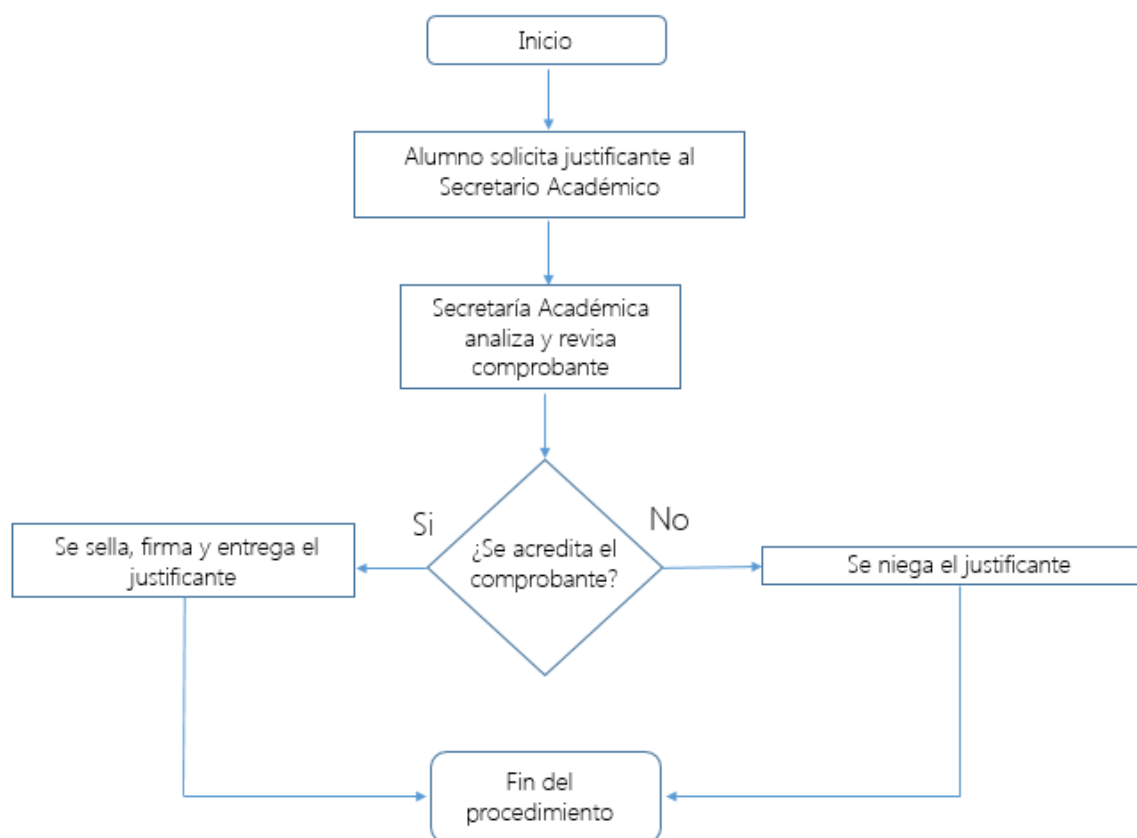 Inicio
Alumno solicita justificante al
Secretario Académico
Secretaría Académica
analiza y revisa
comprobante
Si
No
¿Se acredita el
comprobante?
Se sella, firma y entrega el
justificante
Se niega el justificante
Fin del
procedimiento